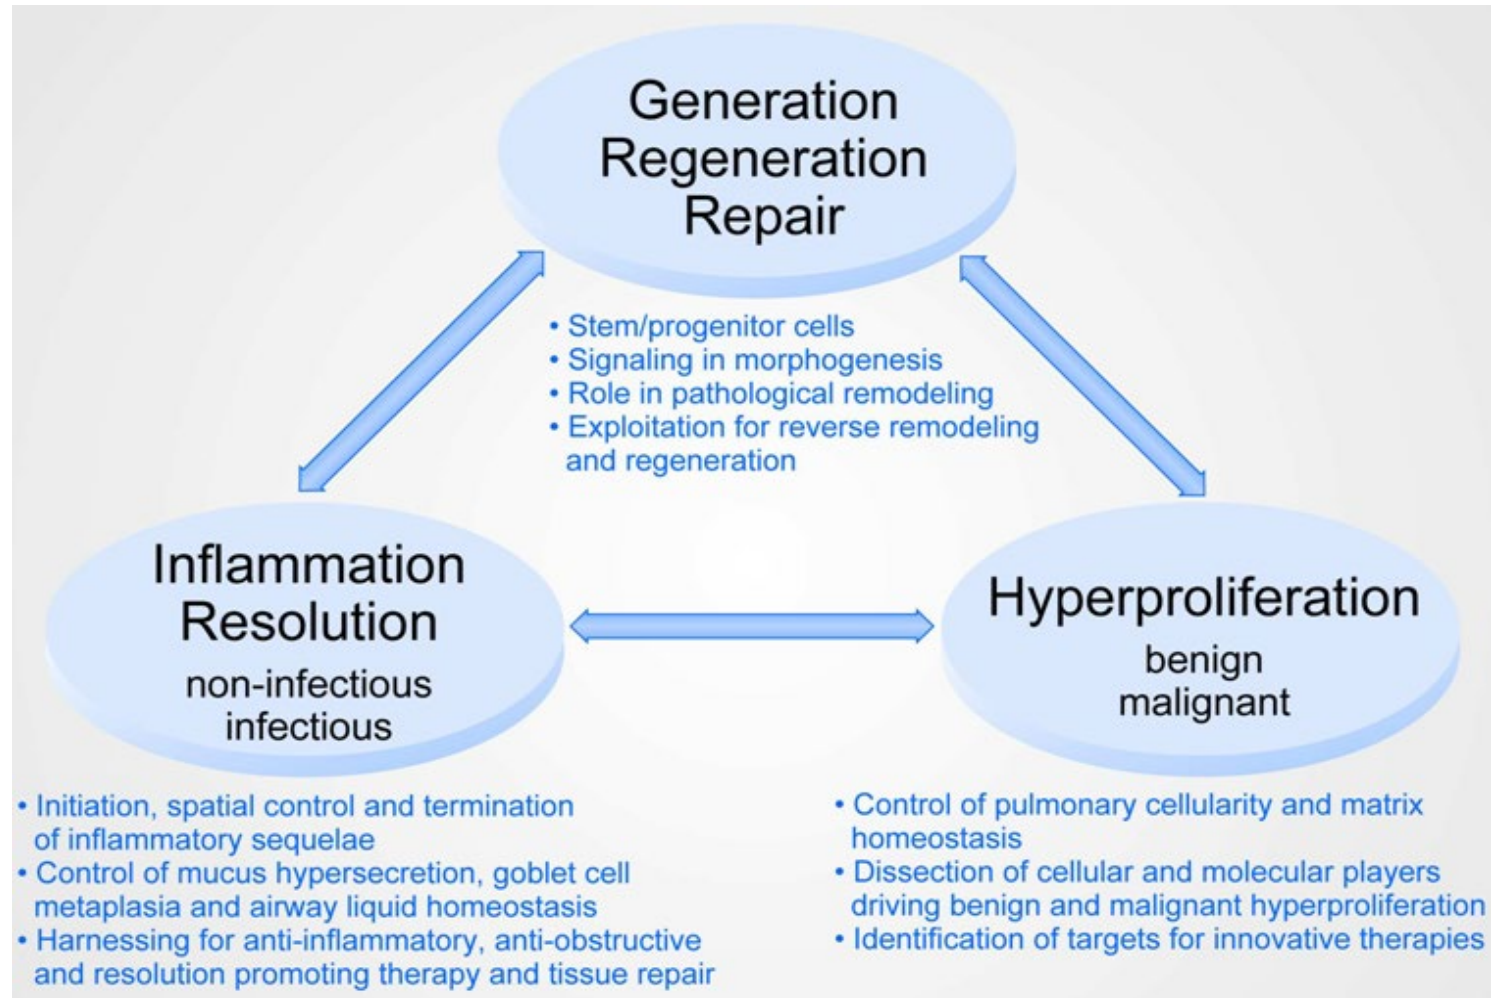 Generation
Regeneration
Repair
• Stem/progenitor cells
• Signaling in morphogenesis
• Role in pathological remodeling
• Exploitation for reverse remodeling
and regeneration
Inflammation
Resolution
non-infectious
infectious
• Initiation, spatial control and termination
of inflammatory sequelae
• Control of mucus hypersecretion, goblet cell
metaplasia and airway liquid homeostasis
• Harnessing for anti-inflammatory, anti-obstructive
and resolution promoting therapy and tissue repair
Hyperproliferation
benign
malignant
• Control of pulmonary cellularity and matrix
homeostasis
• Dissection of cellular and molecular players
driving benign and malignant hyperproliferation
• Identification of targets for innovative therapies